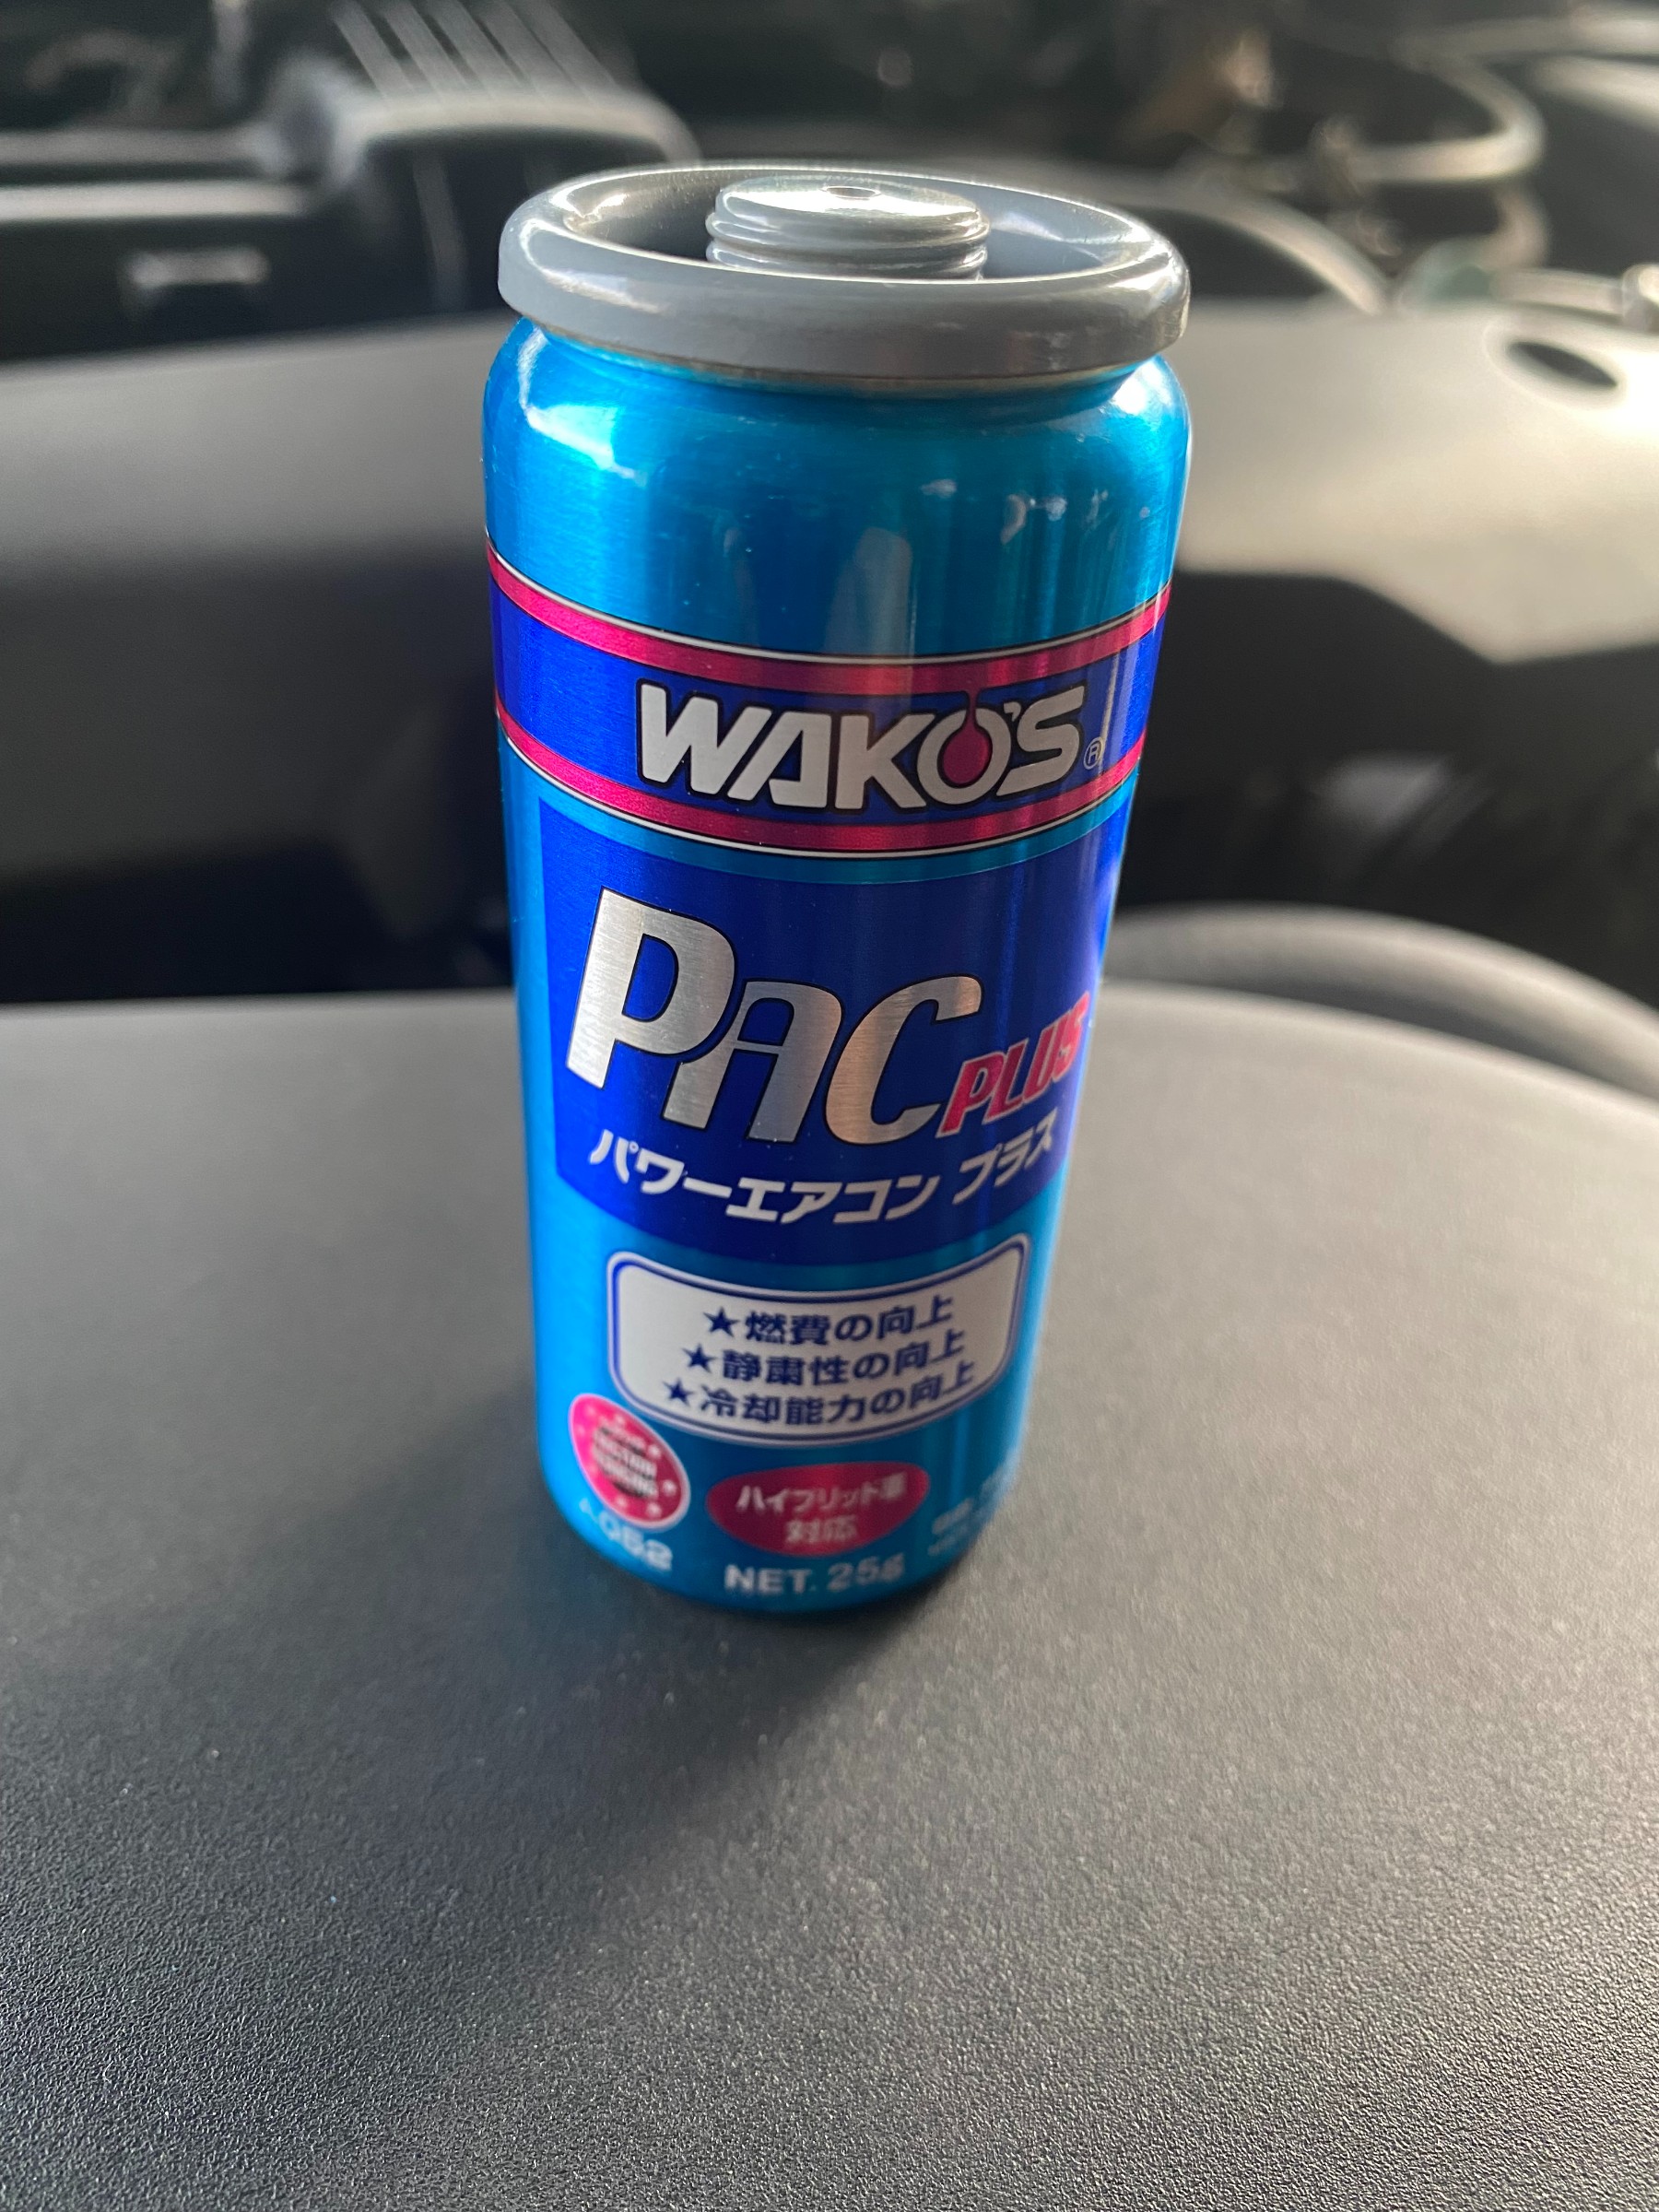 WAKO'S®
PAC PLUS
パワーエアコン プラス
★燃費の向上
★静粛性の向上
★冷却能力の向上
ハイブリッド車
対応
A052
NET. 25g